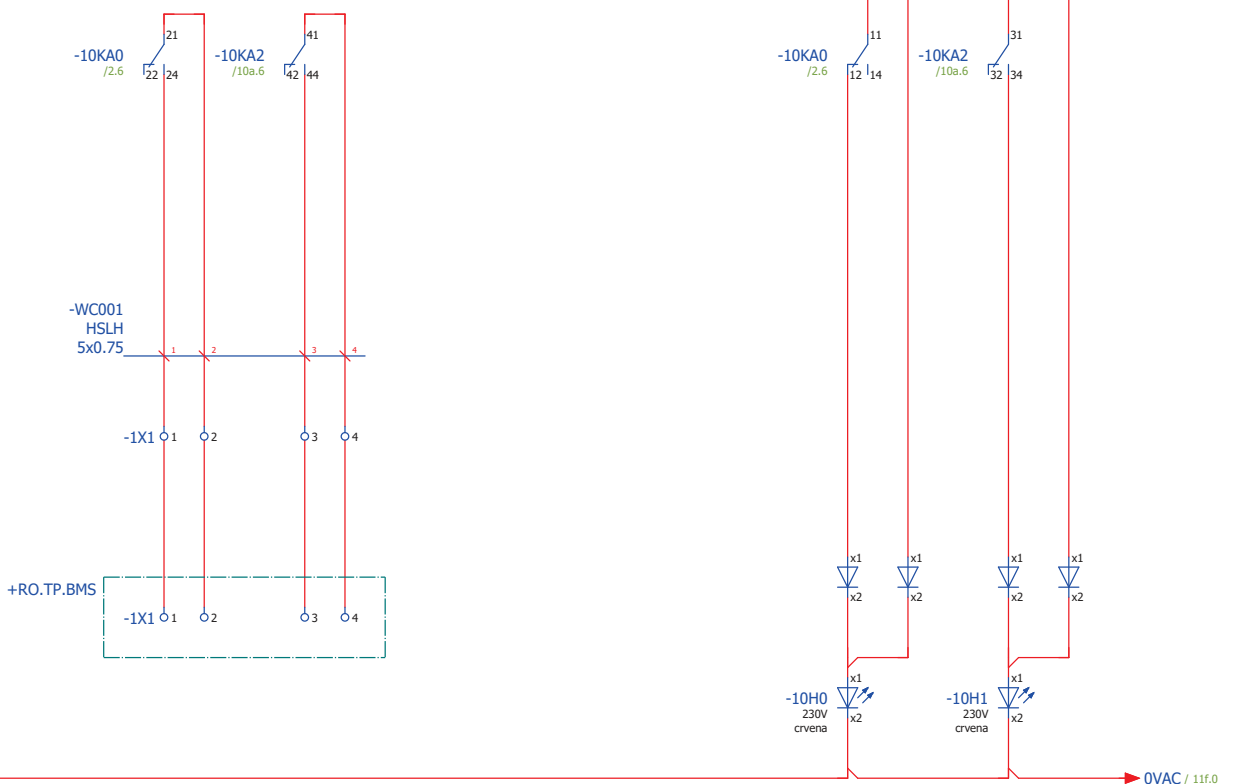 21
41
11
31
-10KA0
/2.6
22 24
-10KA2
/10a.6
42 44
-10KA0
/2.6
12 14
-10KA2
/10a.6
32 34
-WC001
HSLH
5x0.75
1 2 3 4
-1X1 1 2 3 4
+RO.TP.BMS
-1X1 1 2 3 4
x1 x1 x1 x1
x2 x2 x2 x2
-10H0
230V
crvena
x1
x2
-10H1
230V
crvena
x1
x2
0VAC / 11f.0